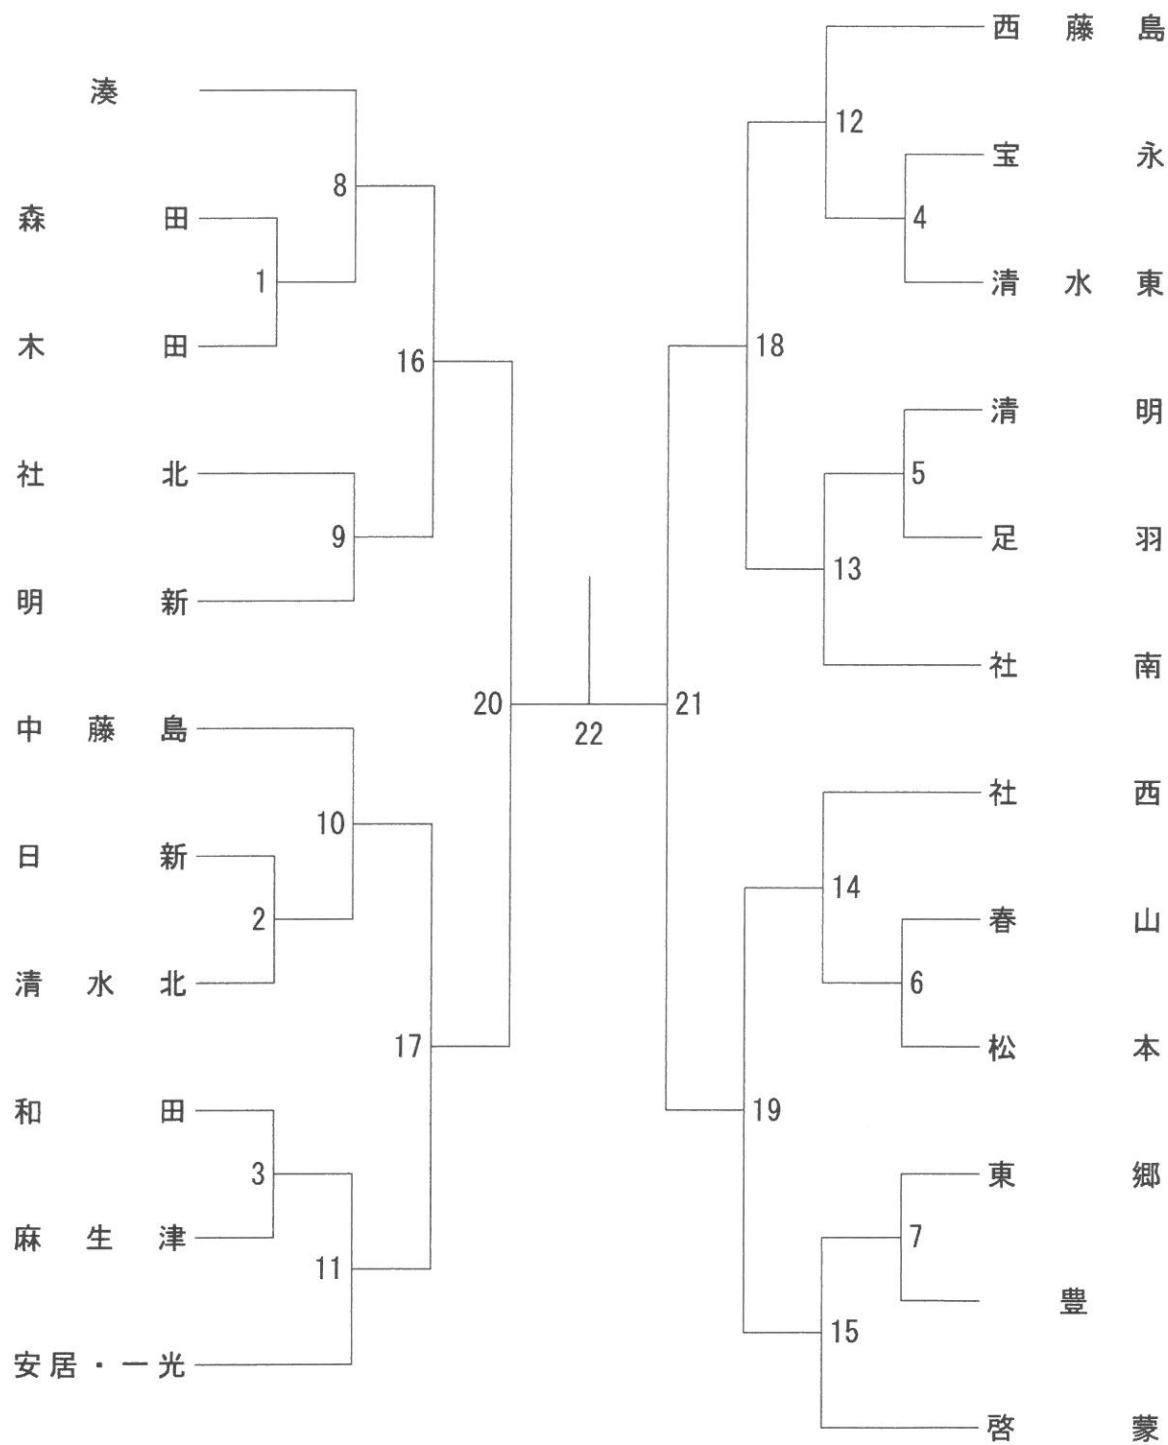 湊
8
森田
1
木田
16
社北
9
明新
20
中藤島
10
日新
2
清水北
17
和田
3
麻生津
11
安居・一光
22
西藤島
12
宝永
4
清水東
18
清明
5
足羽
13
社南
21
社西
14
春山
6
松本
19
東郷
7
豊
15
啓蒙